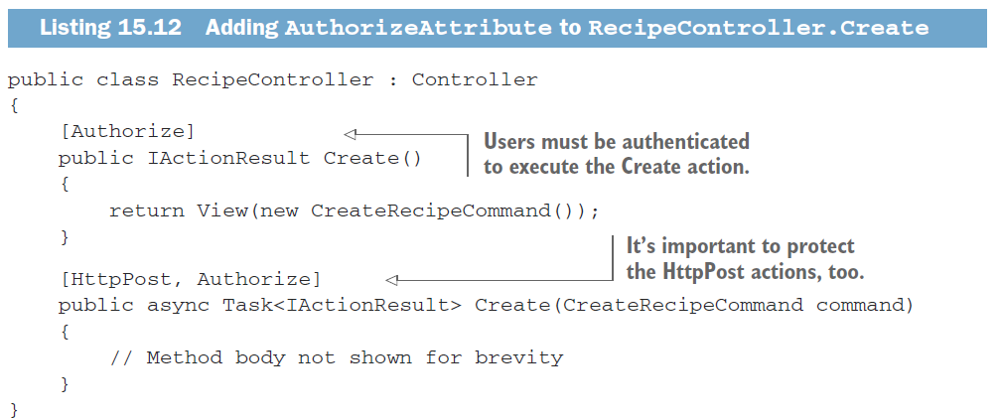 Listing 15.12 Adding AuthorizeAttribute to RecipeController.Create
public class RecipeController : Controller
{
[Authorize]
public IActionResult Create()
{
return View(new CreateRecipeCommand());
}
Users must be authenticated
to execute the Create action.
[HttpPost, Authorize]
public async Task<IActionResult> Create(CreateRecipeCommand command)
{
// Method body not shown for brevity
}
}
It's important to protect
the HttpPost actions, too.